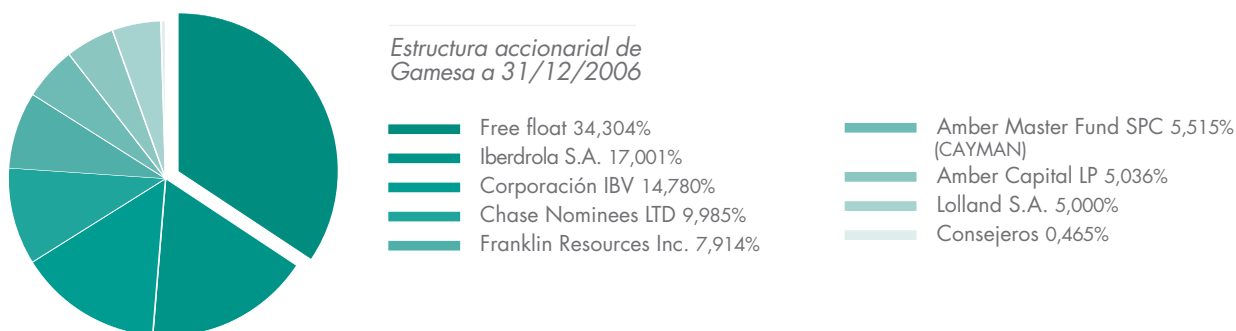 Estructura accionarial de
Gamesa a 31/12/2006
Free float 34,304%
Iberdrola S.A. 17,001%
Corporación IBV 14,780%
Chase Nominees LTD 9,985%
Franklin Resources Inc. 7,914%
Amber Master Fund SPC 5,515%
(CAYMAN)
Amber Capital LP 5,036%
Lolland S.A. 5,000%
Consejeros 0,465%